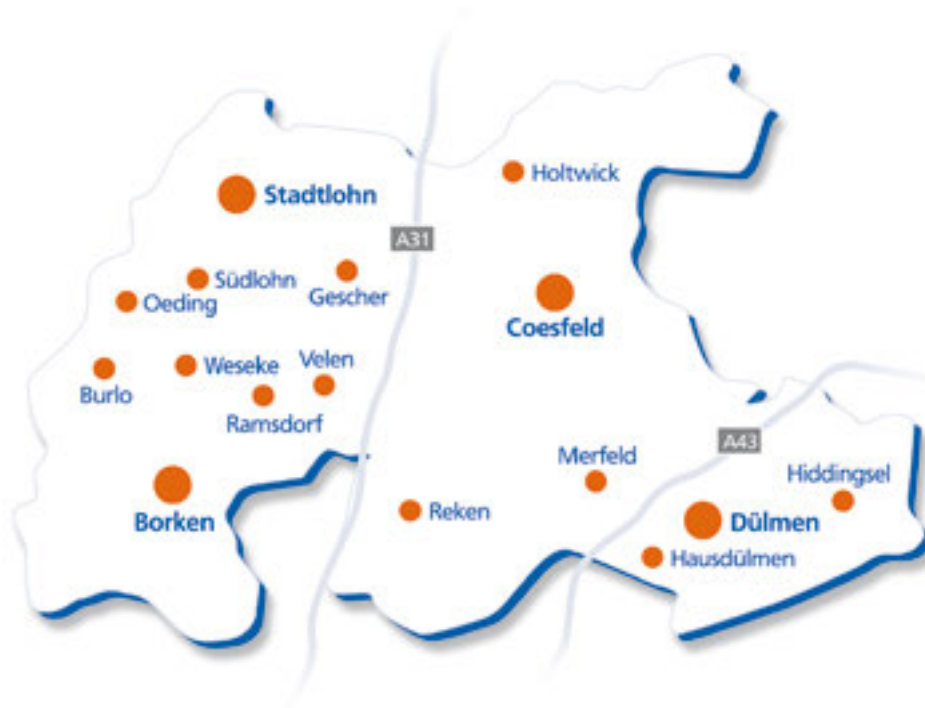 Holtwick
Stadtlohn
A31
Südlohn
Gescher
Oeding
Coesfeld
Velen
Weseke
Burlo
Ramsdorf
A43
Merfeld
Hiddingsel
Reken
Borken
Dülmen
Hausdülmen